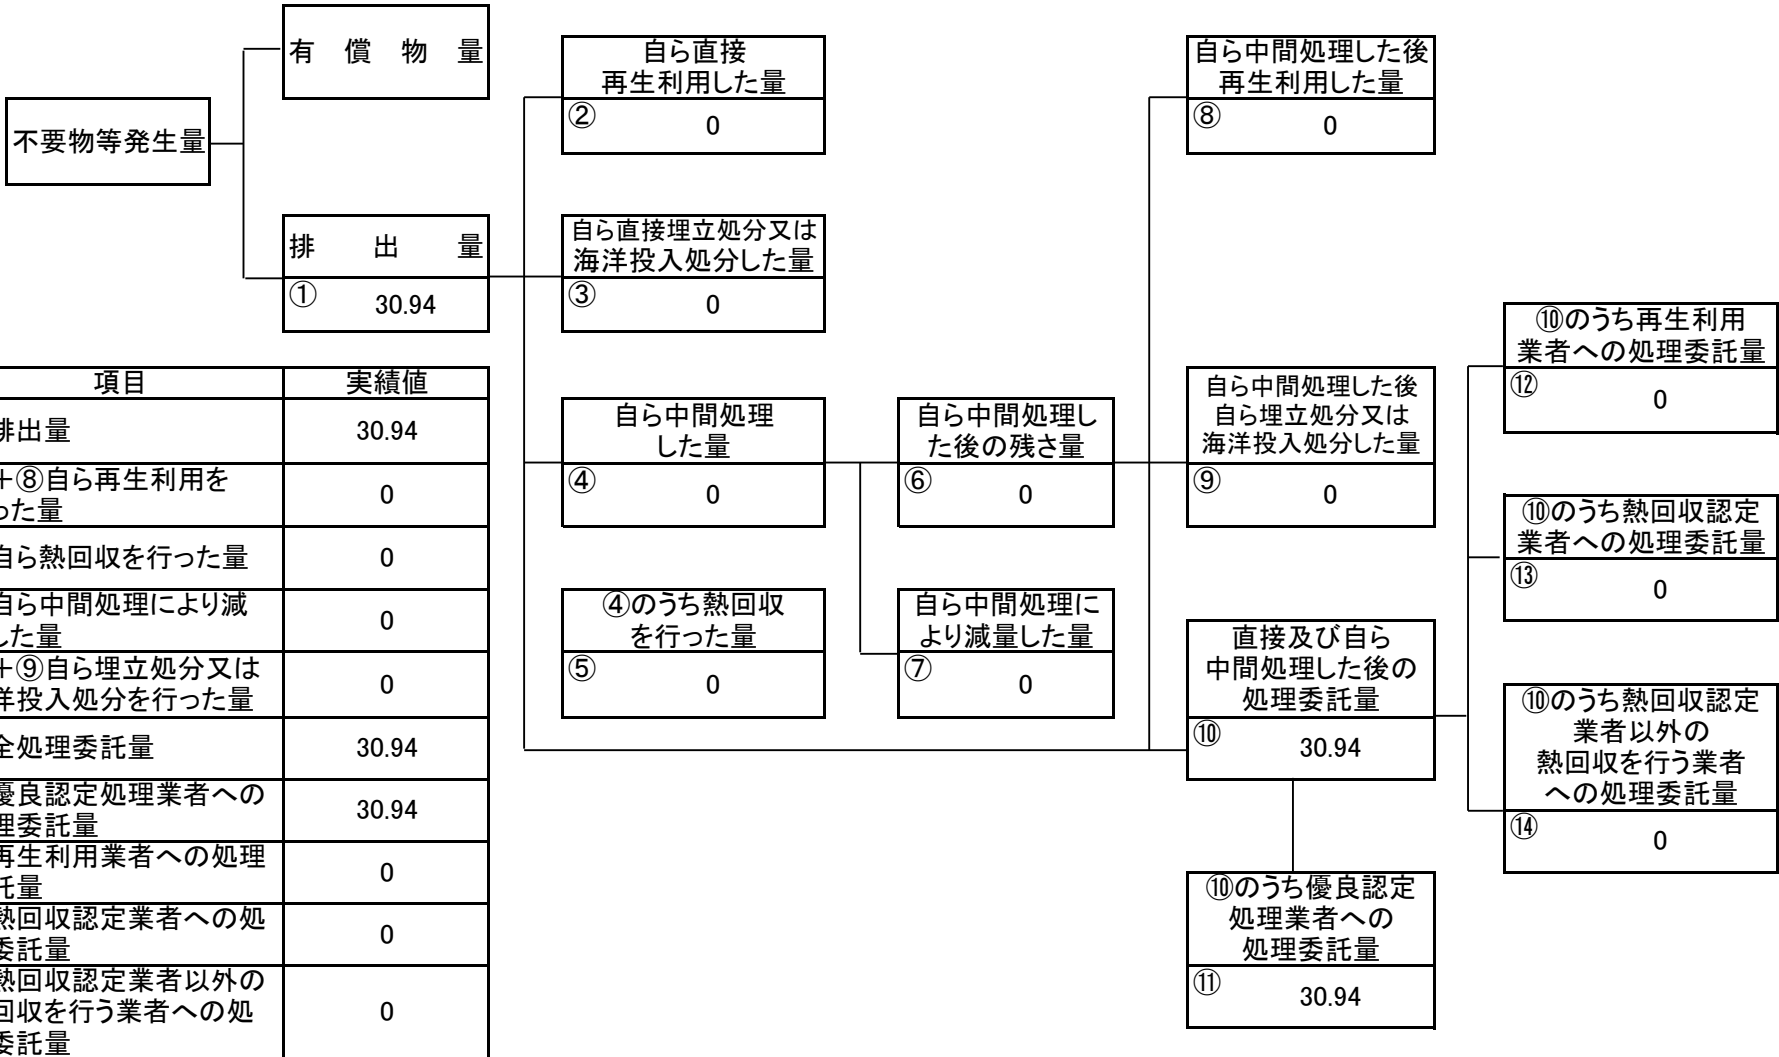 有 償 物 量
不要物等発生量
排 出 量
① 30.94
自ら直接
再生利用した量
② 0
自ら直接埋立処分又は
海洋投入処分した量
③ 0
自ら中間処理
した量
④ 0
④のうち熱回収
を行った量
⑤ 0
自ら中間処理し
た後の残さ量
⑥ 0
自ら中間処理に
より減量した量
⑦ 0
自ら中間処理した後
再生利用した量
⑧ 0
自ら中間処理した後
自ら埋立処分又は
海洋投入処分した量
⑨ 0
直接及び自ら
中間処理した後の
処理委託量
⑩ 30.94
⑩のうち優良認定
処理業者への
処理委託量
⑪ 30.94
⑩のうち再生利用
業者への処理委託量
⑫ 0
⑩のうち熱回収認定
業者への処理委託量
⑬ 0
⑩のうち熱回収認定
業者以外の
熱回収を行う業者
への処理委託量
⑭ 0
項目 実績値
排出量 30.94
+⑧自ら再生利用を
った量 0
自ら熱回収を行った量 0
自ら中間処理により減
した量 0
+⑨自ら埋立処分又は
洋投入処分を行った量 0
全処理委託量 30.94
優良認定処理業者への
理委託量 30.94
再生利用業者への処理
託量 0
熱回収認定業者への処
委託量 0
熱回収認定業者以外の
回収を行う業者への処
委託量 0